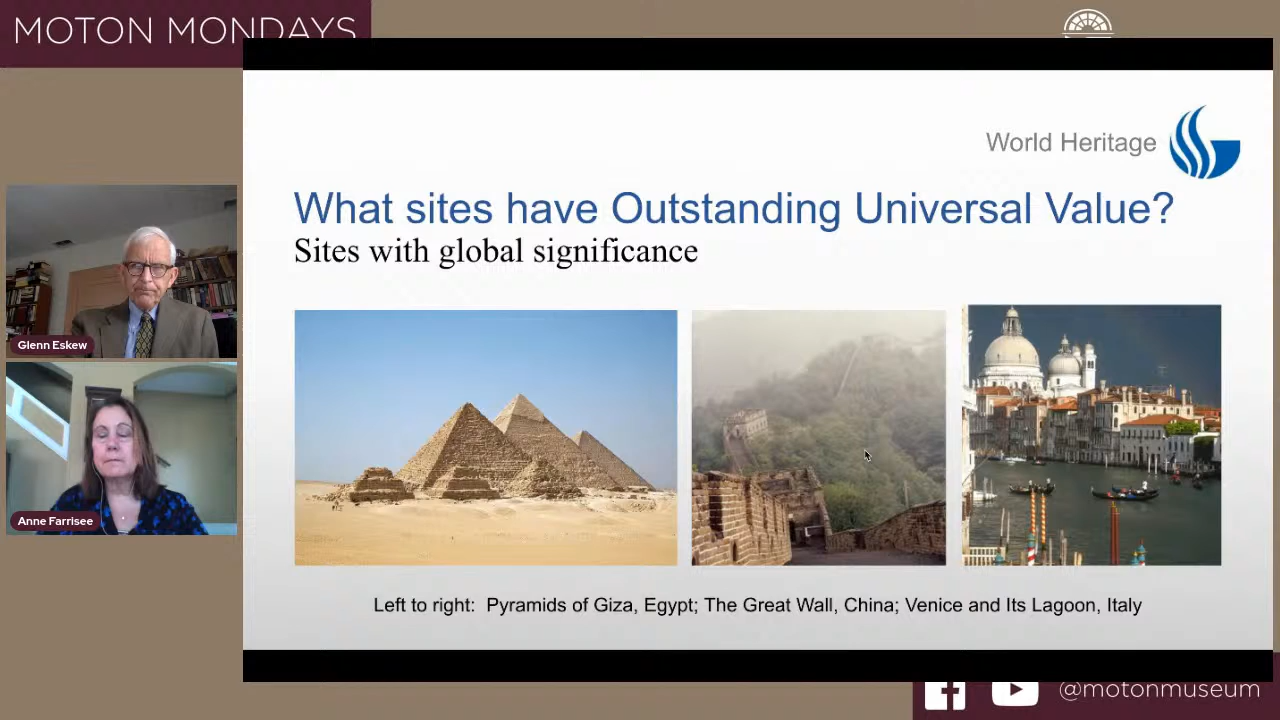 MOTON MONDAYS
World Heritage
What sites have Outstanding Universal Value?
Sites with global significance
Glenn Eskew
Anne Farrisee
Left to right: Pyramids of Giza, Egypt; The Great Wall, China; Venice and Its Lagoon, Italy
@motonmuseum